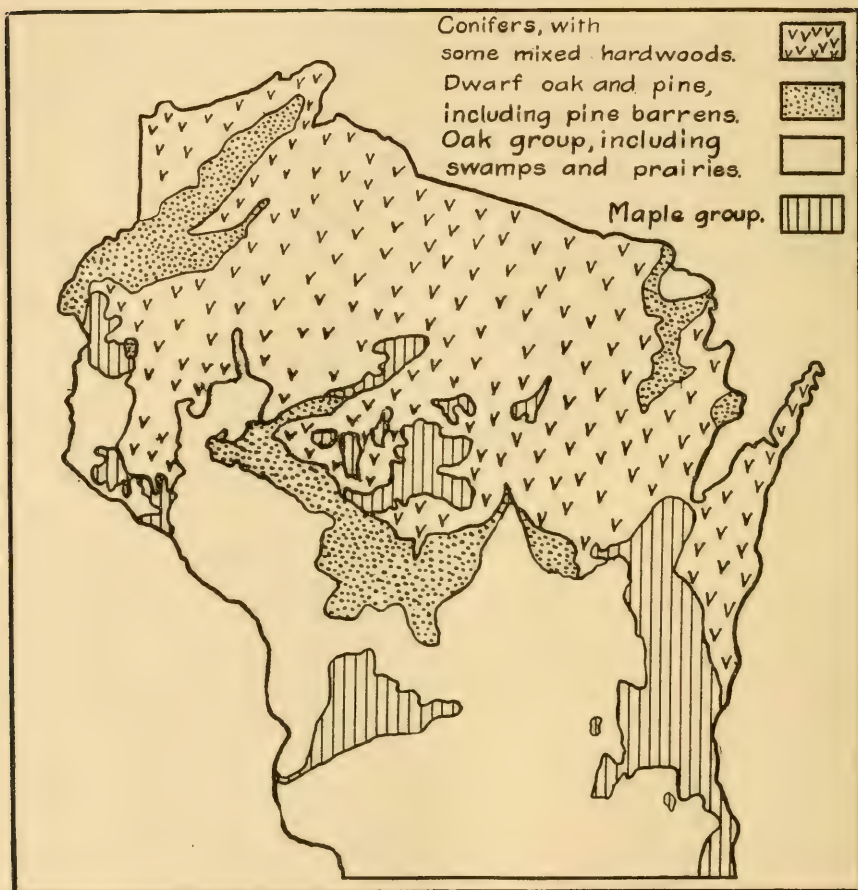 Conifers, with
some mixed hardwoods.
Dwarf oak and pine,
including pine barrens.
Oak group, including
swamps and prairies.
Maple group.